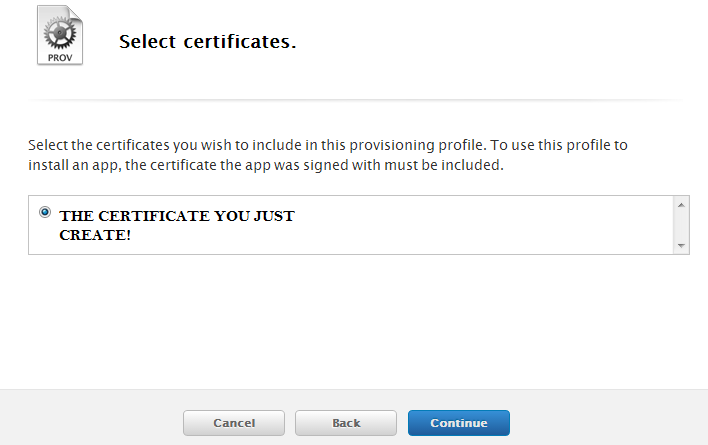 PROV
Select certificates.
Select the certificates you wish to include in this provisioning profile. To use this profile to
install an app, the certificate the app was signed with must be included.
THE CERTIFICATE YOU JUST
CREATE!
Cancel
Back
Continue